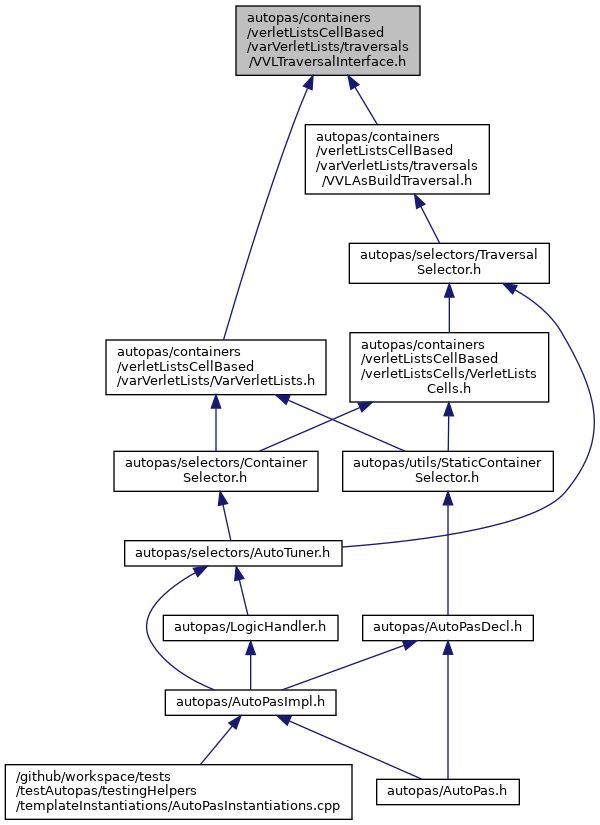 autopas/containers
/verletListsCellBased
/varVerletLists/traversals
/VVLTraversalInterface.h
autopas/containers
/verletListsCellBased
/varVerletLists/traversals
/VVLAsBuildTraversal.h
autopas/selectors/Traversal
Selector.h
autopas/containers
/verletListsCellBased
/varVerletLists/VarVerletLists.h
autopas/containers
/verletListsCellBased
/verletListsCells/VerletLists
Cells.h
autopas/selectors/Container
Selector.h
autopas/utils/StaticContainer
Selector.h
autopas/selectors/AutoTuner.h
autopas/LogicHandler.h
autopas/AutoPasDecl.h
autopas/AutoPasImpl.h
/github/workspace/tests
/testAutopas/testingHelpers
/templateInstantiations/AutoPasInstantiations.cpp
autopas/AutoPas.h